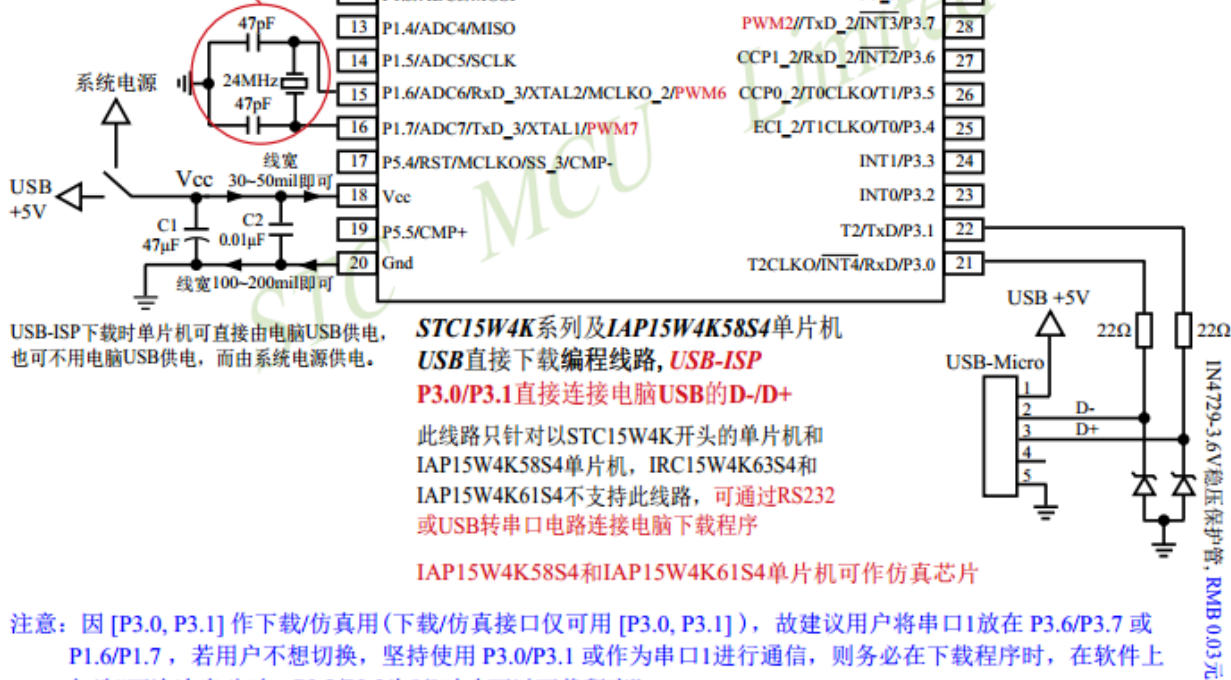 47pF
24MHz
47pF
系统电源
USB
+5V
Vcc
线宽
30~50mil即可
C1
47μF
C2
0.01μF
线宽100~200mil即可
13 P1.4/ADC4/MISO
14 P1.5/ADC5/SCLK
15 P1.6/ADC6/RxD_3/XTAL2/MCLKO_2/PWM6
16 P1.7/ADC7/TxD_3/XTAL1/PWM7
17 P5.4/RST/MCLKO/SS_3/CMP-
18 Vcc
19 P5.5/CMP+
20 Gnd
PWM2//TxD_2/INT3/P3.7 28
CCP1_2/RxD_2/INT2/P3.6 27
CCP0_2/T0CLKO/T1/P3.5 26
ECI_2/T1CLKO/T0/P3.4 25
INT1/P3.3 24
INT0/P3.2 23
T2/TxD/P3.1 22
T2CLKO/INT4/RxD/P3.0 21
STC MCU Limited
USB-ISP下载时单片机可直接由电脑USB供电，
也可不用电脑USB供电，而由系统电源供电。
STC15W4K系列及IAP15W4K58S4单片机
USB直接下载编程线路, USB-ISP
P3.0/P3.1直接连接电脑USB的D-/D+
此线路只针对以STC15W4K开头的单片机和
IAP15W4K58S4单片机，IRC15W4K63S4和
IAP15W4K61S4不支持此线路，可通过RS232
或USB转串口电路连接电脑下载程序
IAP15W4K58S4和IAP15W4K61S4单片机可作仿真芯片
USB +5V
USB-Micro
1
2
3
4
5
D-
D+
22Ω
22Ω
IN4729-3.6V稳压保护管, RMB 0.03元
注意：因 [P3.0, P3.1] 作下载/仿真用(下载/仿真接口仅可用 [P3.0, P3.1] )，故建议用户将串口1放在 P3.6/P3.7 或
P1.6/P1.7 ，若用户不想切换，坚持使用 P3.0/P3.1 或作为串口1进行通信，则务必在下载程序时，在软件上